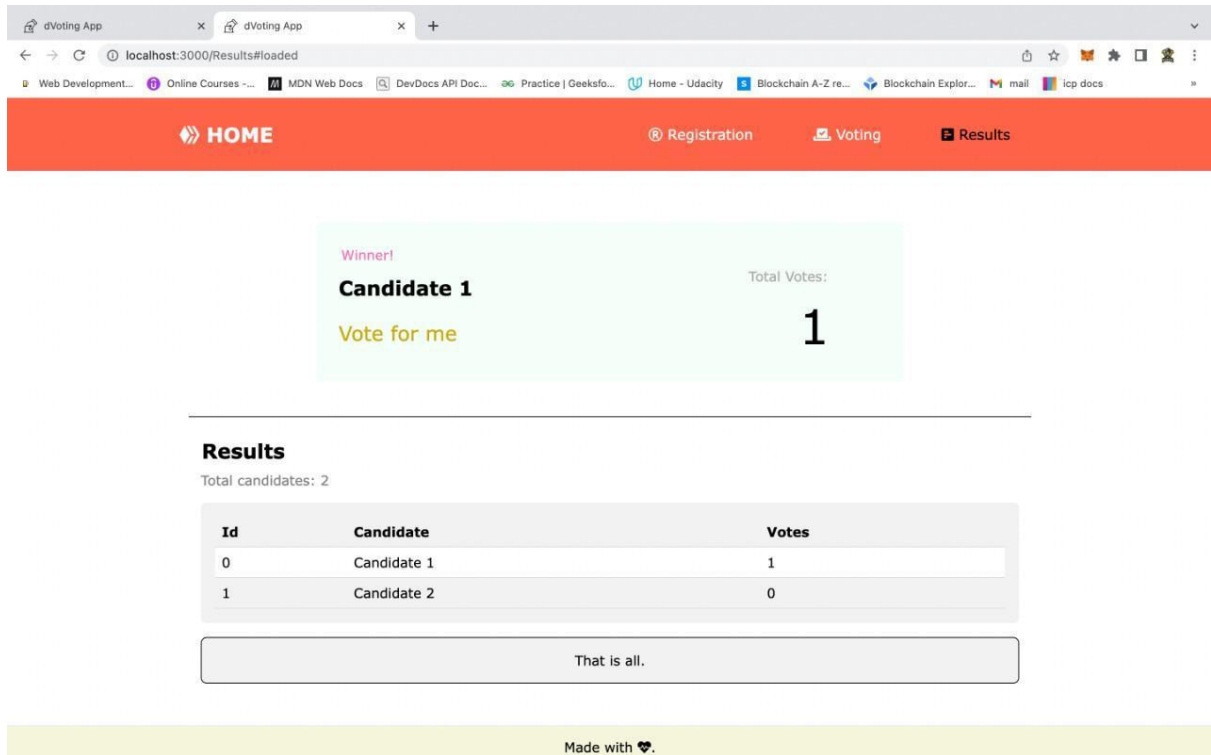 dVoting App dVoting App
localhost:3000/Results#loaded
Web Development... Online Courses -... MDN Web Docs DevDocs API Doc... Practice | Geeksfo... Home - Udacity Blockchain A-Z re... Blockchain Explor... mail icp docs
HOME Registration Voting Results
Winner!
Candidate 1
Vote for me
Total Votes:
1
Results
Total candidates: 2
Id Candidate Votes
0 Candidate 1 1
1 Candidate 2 0
That is all.
Made with .